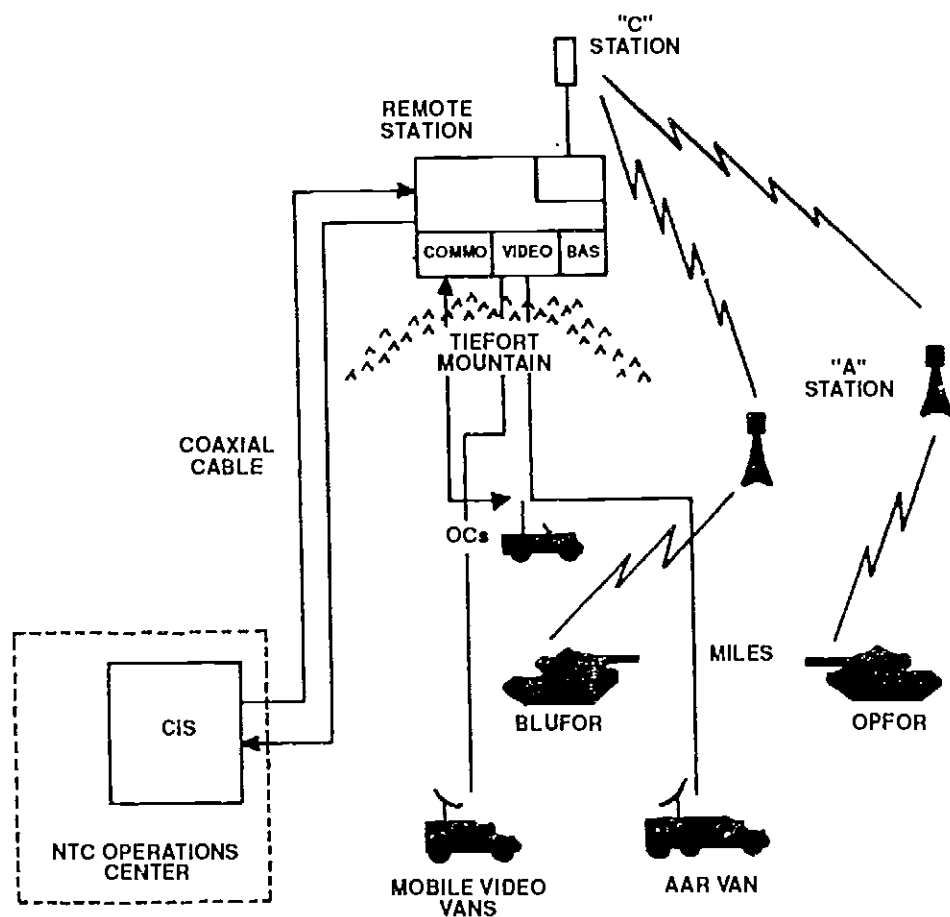 "C"
STATION
REMOTE
STATION
COMMO
VIDEO
BAS
TIEFORT
MOUNTAIN
"A"
STATION
COAXIAL
CABLE
OCs
MILES
BLUFOR
OPFOR
CIS
NTC OPERATIONS
CENTER
MOBILE VIDEO
VANS
AAR VAN